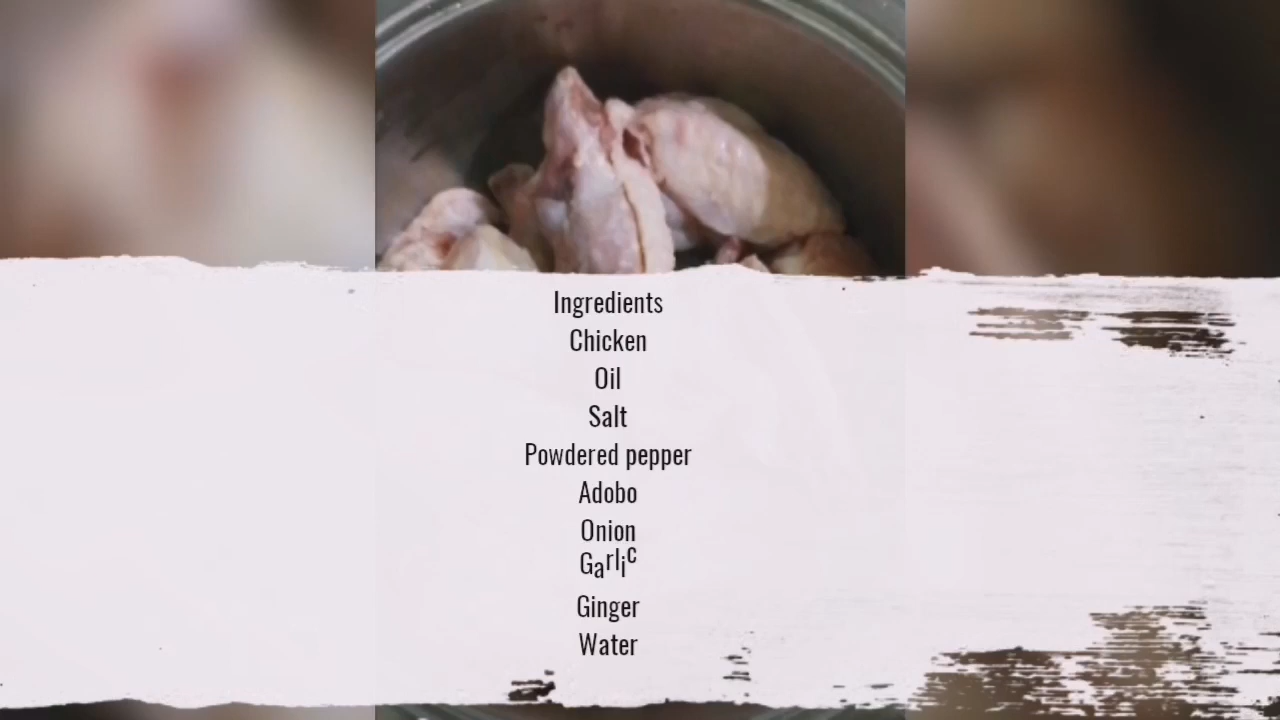 Ingredients
Chicken
Oil
Salt
Powdered pepper
Adobo
Onion
Garlic
Ginger
Water